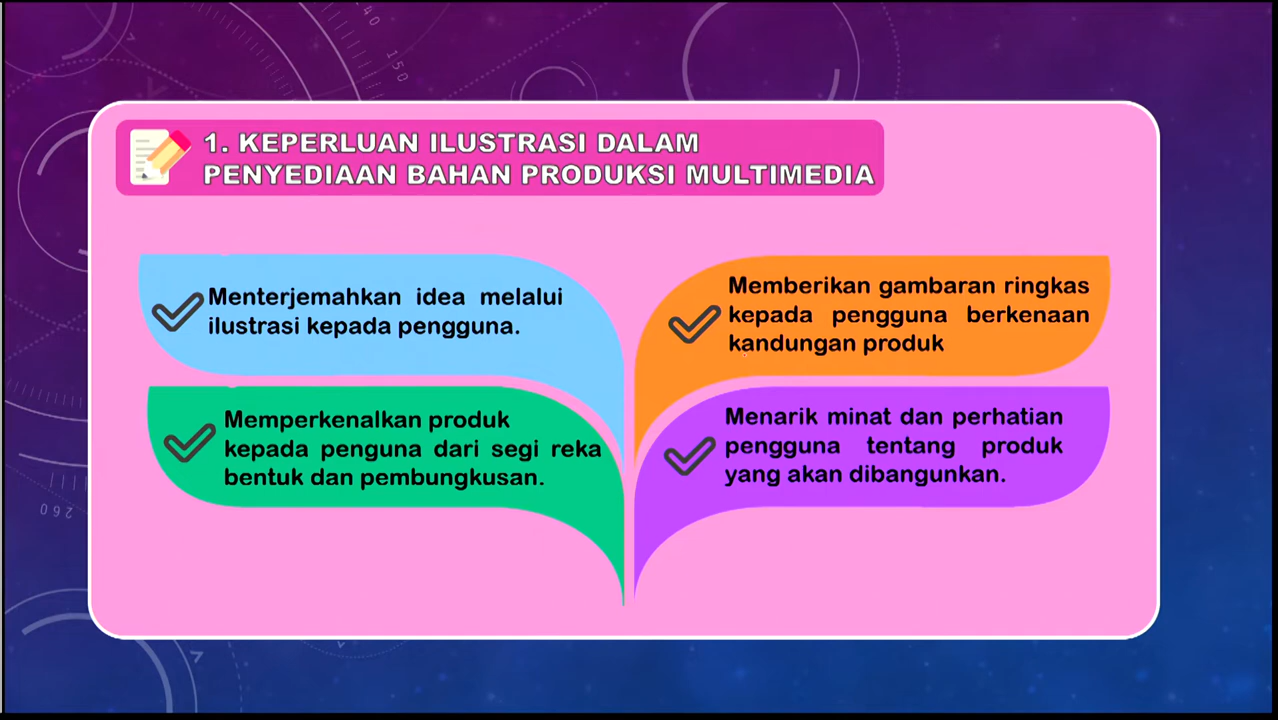 1. KEPERLUAN ILUSTRASI DALAM
PENYEDIAAN BAHAN PRODUKSI MULTIMEDIA
Menterjemahkan idea melalui
ilustrasi kepada pengguna.
Memberikan gambaran ringkas
kepada pengguna berkenaan
kandungan produk
Memperkenalkan produk
kepada penguna dari segi reka
bentuk dan pembungkusan.
Menarik minat dan perhatian
pengguna tentang produk
yang akan dibangunkan.
150
260